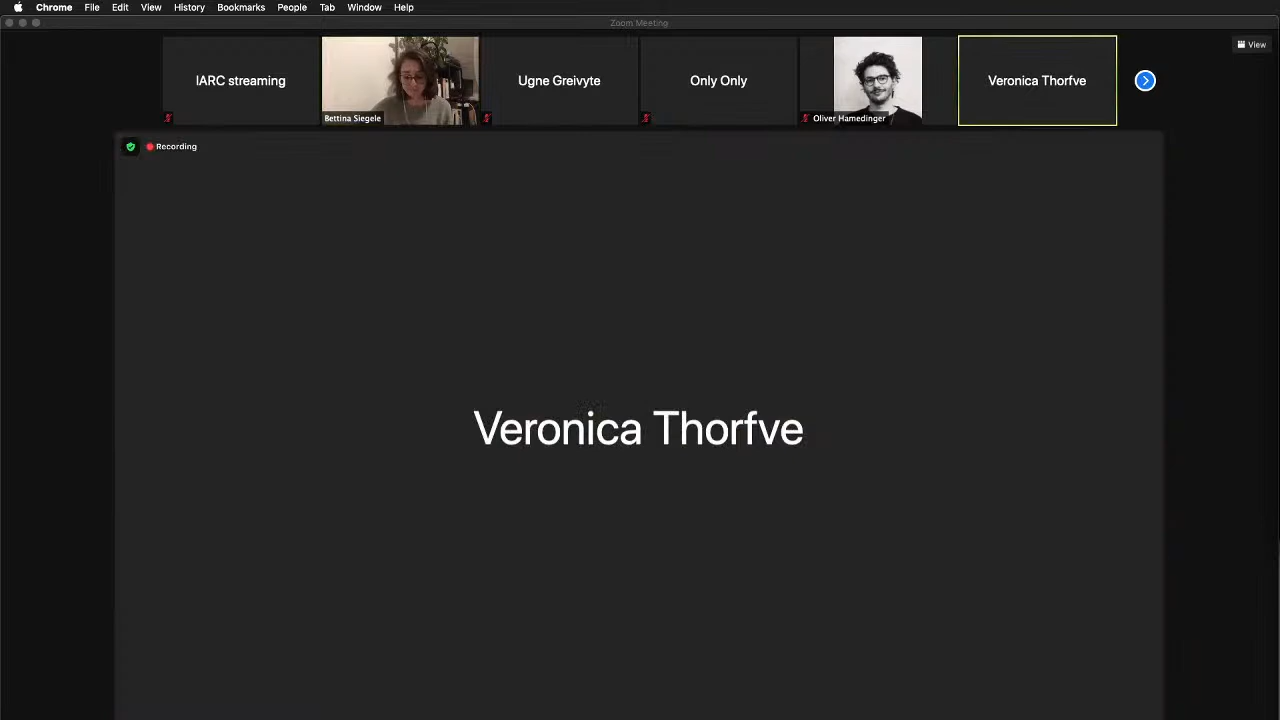 Chrome File Edit View History Bookmarks People Tab Window Help
Zoom Meeting
View
IARC streaming
Bettina Siegele
Ugne Greivyte
Only Only
Oliver Hamedinger
Veronica Thorfve
Recording
Veronica Thorfve